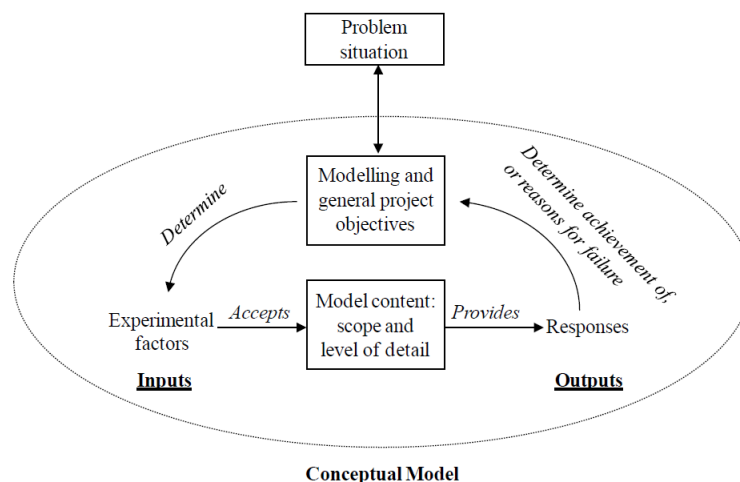 Problem
situation
Modelling and
general project
objectives
Determine
Determine achievement of,
or reasons for failure
Experimental
factors
Accepts
Model content:
scope and
level of detail
Provides
Responses
Inputs
Outputs
Conceptual Model